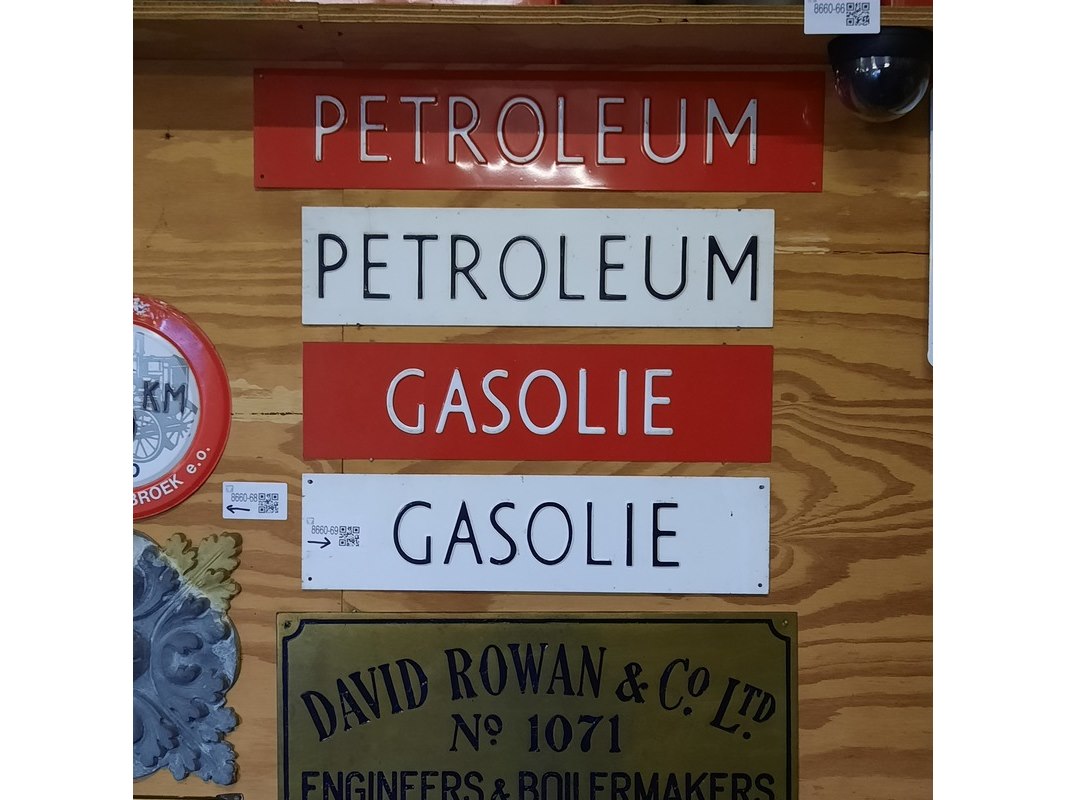 8660-66
PETROLEUM
PETROLEUM
GASOLIE
KM
BROEK e.o.
8660-68
8660-69
GASOLIE
DAVID ROWAN & Co. LTD.
No. 1071
ENGINEERS & BOILERMAKERS